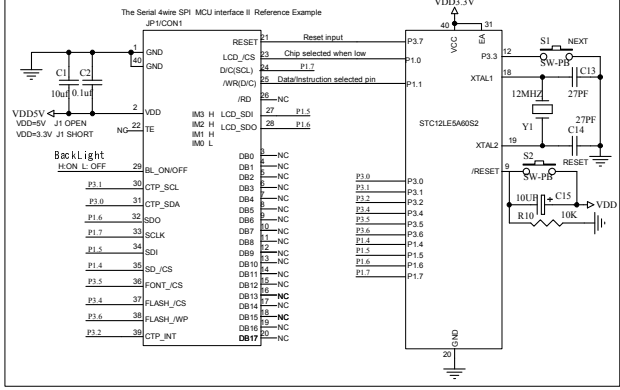 The Serial 4wire SPI MCU interface II Reference Example
JP1/CON1
VDD3.3V
1 GND
40 GND
C1 C2
10uf 0.1uf
VDD5V
VDD=5V J1 OPEN
VDD=3.3V J1 SHORT
2 VDD
NC 22 TE
BackLight
H:ON L: OFF
29 BL_ON/OFF
P3.1 30 CTP_SCL
P3.0 31 CTP_SDA
P1.6 32 SDO
P1.7 33 SCLK
P1.5 34 SDI
P1.4 35 SD_/CS
P3.5 36 FONT_/CS
P3.4 37 FLASH_/CS
P3.6 38 FLASH_/WP
P3.2 39 CTP_INT
RESET 21 Reset input
LCD_/CS 23 Chip selected when low
D/C(SCL) 24 P1.7
/WR(D/C) 25 Data/Instruction selected pin
/RD 26 NC
IM3 H LCD_SDI 27 P1.5
IM2 H LCD_SDO 28 P1.6
IM1 H
IM0 L
DB0 3 NC
DB1 4 NC
DB2 5 NC
DB3 6 NC
DB4 7 NC
DB5 8 NC
DB6 9 NC
DB7 10 NC
DB8 11 NC
DB9 12 NC
DB10 13 NC
DB11 14 NC
DB12 15 NC
DB13 16 NC
DB14 17 NC
DB15 18 NC
DB16 19 NC
DB17 20 NC
40 31
VCC EA
P3.7
P1.0
P1.1
STC12LE5A60S2
P3.3 12 S1 NEXT
SW-PB
XTAL1 18 C13
12MHZ 27PF
Y1 27PF
XTAL2 19 C14
RESET
/RESET 9 S2
SW-PB
10UF + C15 VDD
R10 10K
P3.0 P3.0
P3.1 P3.1
P3.2 P3.2
P3.4 P3.4
P3.5 P3.5
P3.6 P3.6
P1.4 P1.4
P1.5 P1.5
P1.6 P1.6
P1.7 P1.7
GND
20